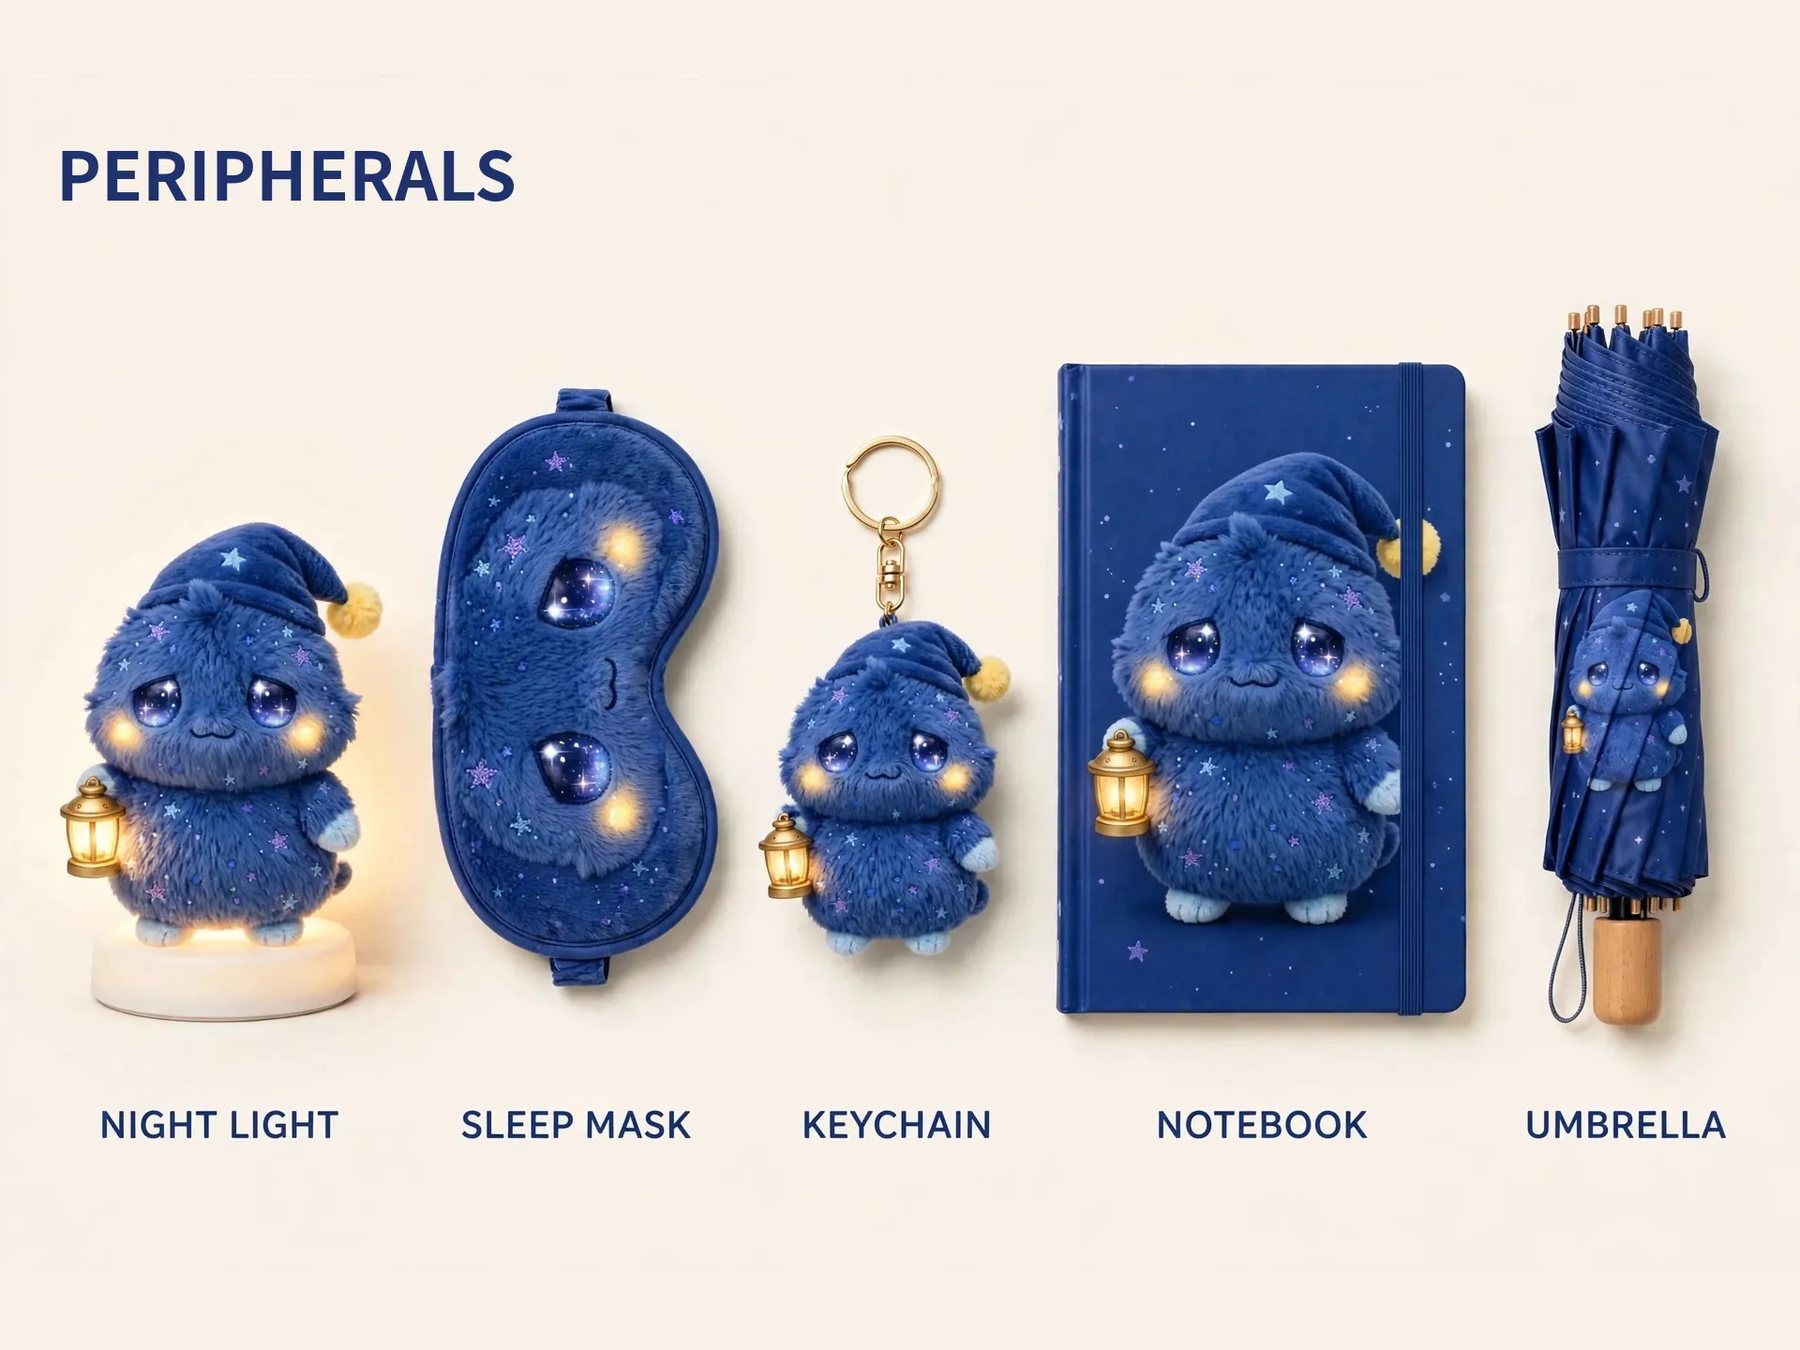 PERIPHERALS
NIGHT LIGHT
SLEEP MASK
KEYCHAIN
NOTEBOOK
UMBRELLA